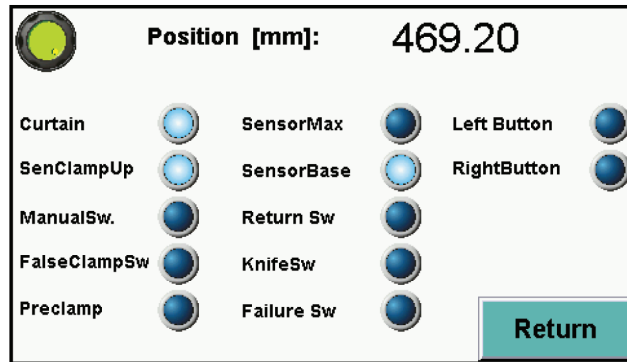 Position [mm]: 469.20
Curtain SensorMax Left Button
SenClampUp SensorBase RightButton
ManualSw. Return Sw
FalseClampSw KnifeSw
Preclamp Failure Sw
Return